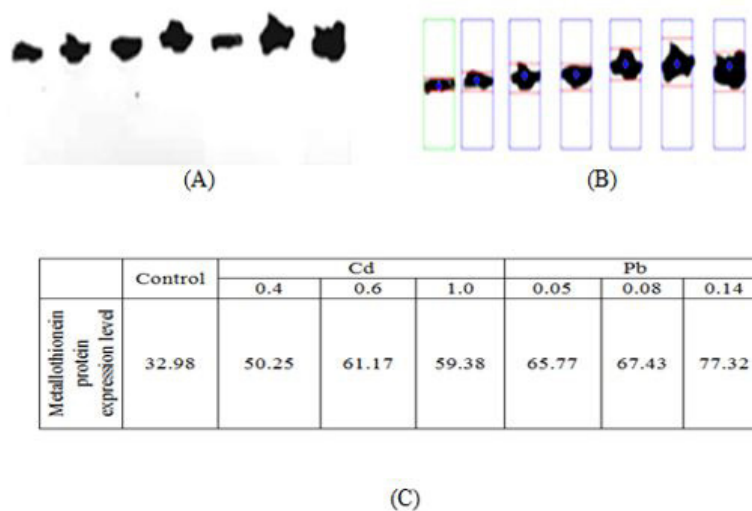 (A)
(B)
Control Cd Pb
0.4 0.6 1.0 0.05 0.08 0.14
Metallothionein
protein
expression level
32.98 50.25 61.17 59.38 65.77 67.43 77.32
(C)